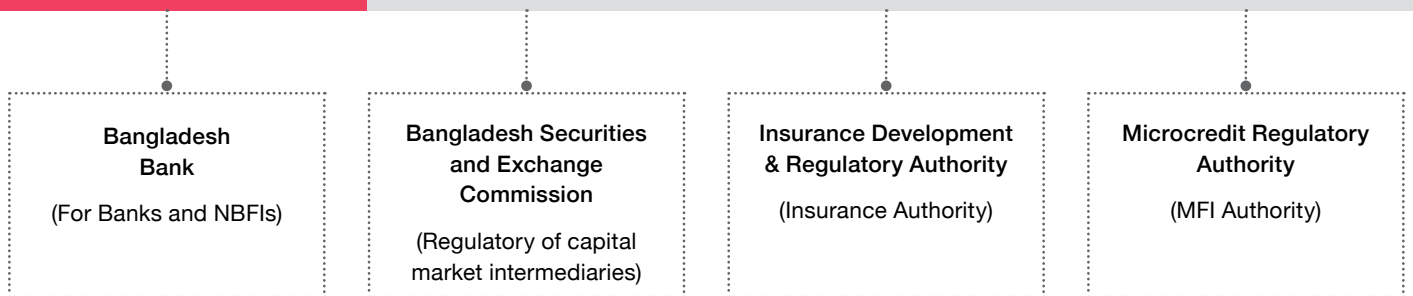 Bangladesh
Bank
(For Banks and NBFIs)
Bangladesh Securities
and Exchange
Commission
(Regulatory of capital
market intermediaries)
Insurance Development
& Regulatory Authority
(Insurance Authority)
Microcredit Regulatory
Authority
(MFI Authority)